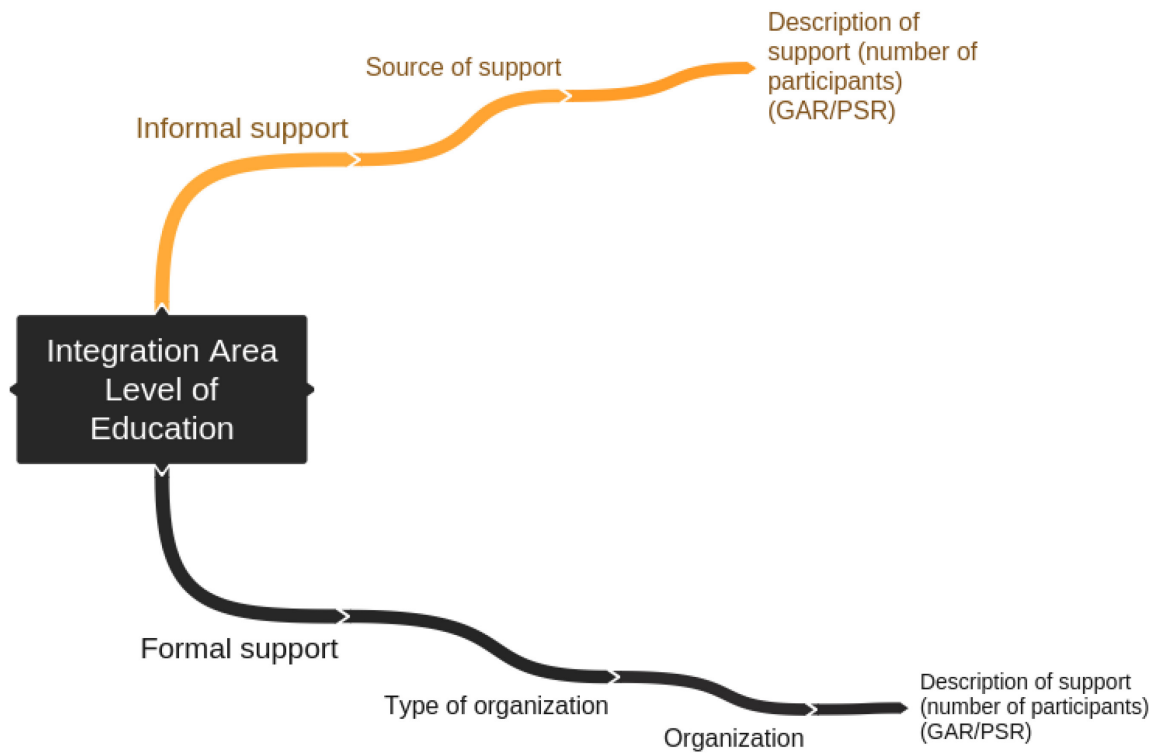 Description of
support (number of
participants)
(GAR/PSR)
Source of support
Informal support
Integration Area
Level of
Education
Formal support
Type of organization
Organization
Description of support
(number of participants)
(GAR/PSR)